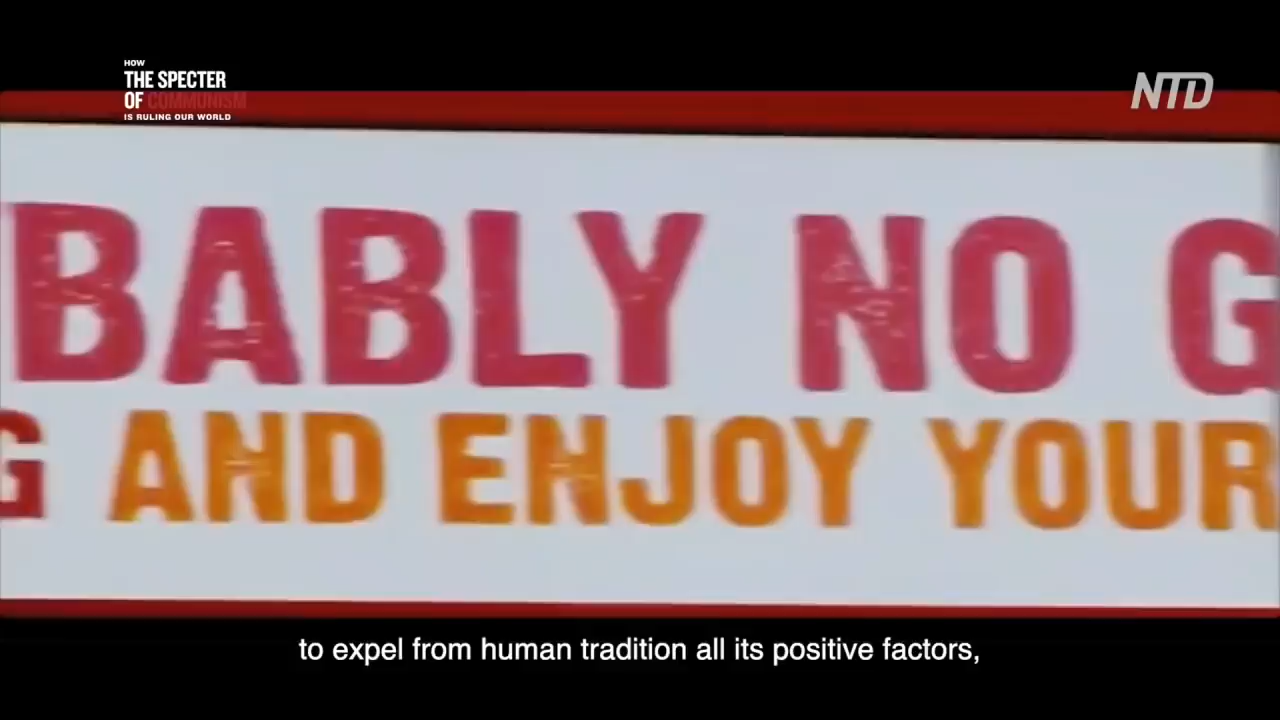 HOW
THE SPECTER
OF COMMUNISM
IS RULING OUR WORLD
NTD
BABLY NO G
G AND ENJOY YOUR
to expel from human tradition all its positive factors,